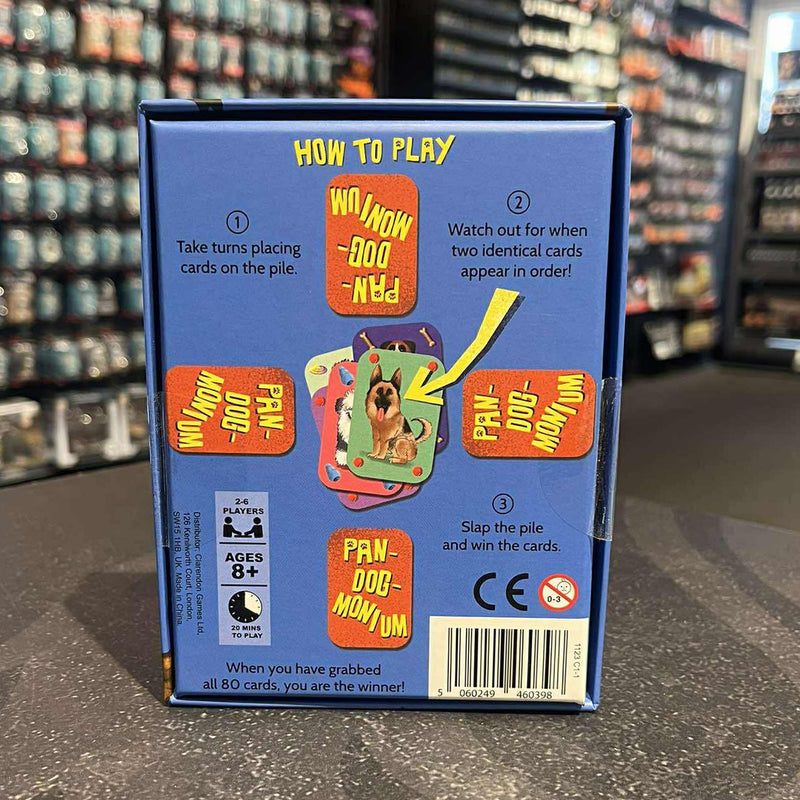 HOW TO PLAY
1
Take turns placing
cards on the pile.
PAN-
DOG-
MONIUM
2
Watch out for when
two identical cards
appear in order!
PAN-
DOG-
MONIUM
PAN-
DOG-
MONIUM
3
Slap the pile
and win the cards.
2-6
PLAYERS
AGES
8+
20 MINS
TO PLAY
Distributor: Clarendon Games Ltd,
126 Kenilworth Court, London,
SW15 1HB, UK. Made in China.
PAN-
DOG-
MONIUM
CE
0-3
When you have grabbed
all 80 cards, you are the winner!
1123 C1-1
5 060249 460398